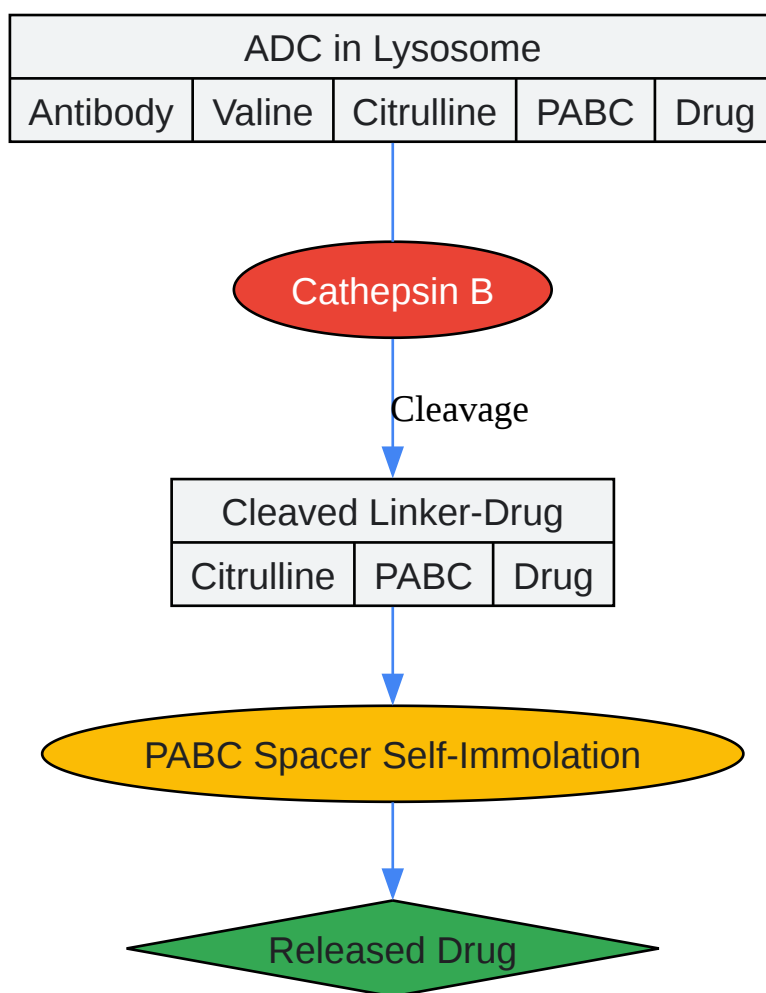 ADC in Lysosome
Antibody Valine Citrulline PABC Drug
Cathepsin B
Cleavage
Cleaved Linker-Drug
Citrulline PABC Drug
PABC Spacer Self-Immolation
Released Drug